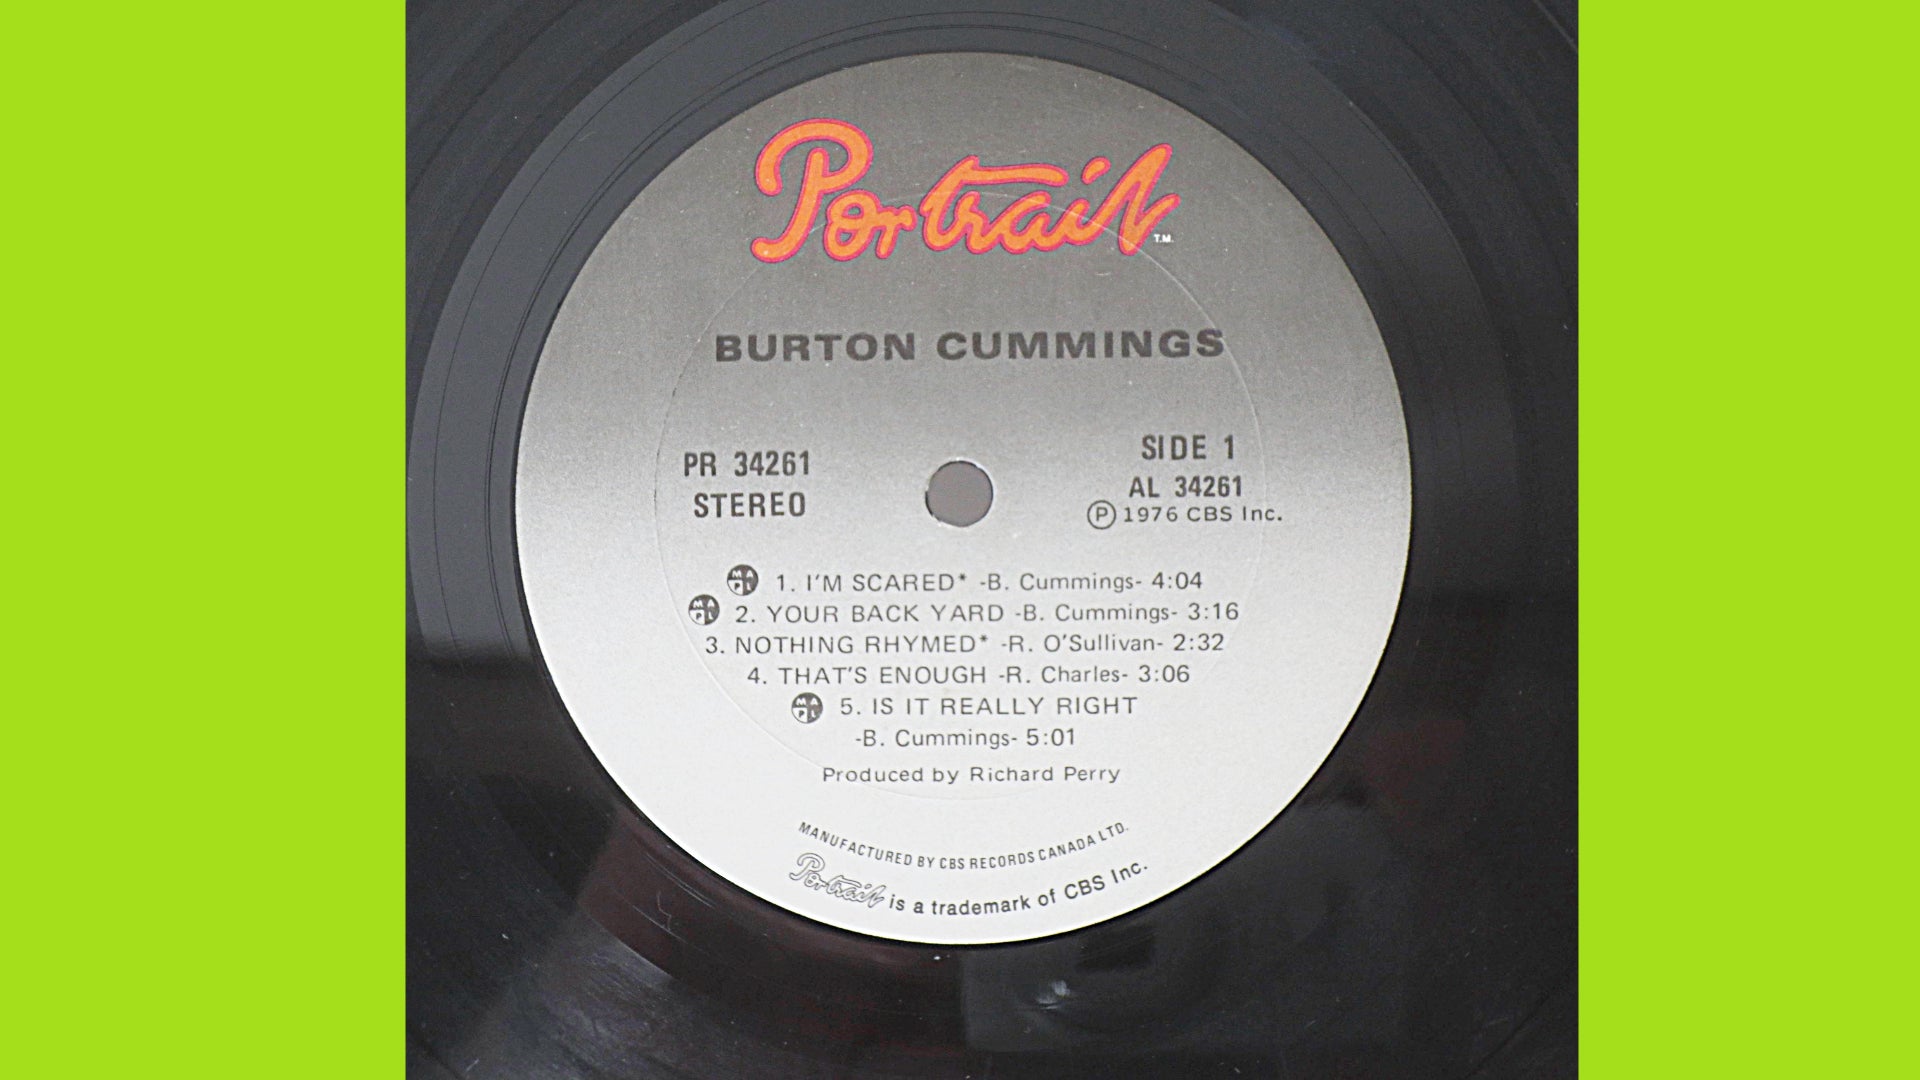 Portrait T.M.
BURTON CUMMINGS
PR 34261
STEREO
SIDE 1
AL 34261
Ⓟ 1976 CBS Inc.
MAPL 1. I'M SCARED* -B. Cummings- 4:04
MAPL 2. YOUR BACK YARD -B. Cummings- 3:16
3. NOTHING RHYMED* -R. O'Sullivan- 2:32
4. THAT'S ENOUGH -R. Charles- 3:06
MAPL 5. IS IT REALLY RIGHT
-B. Cummings- 5:01
Produced by Richard Perry
MANUFACTURED BY CBS RECORDS CANADA LTD.
Portrait is a trademark of CBS Inc.